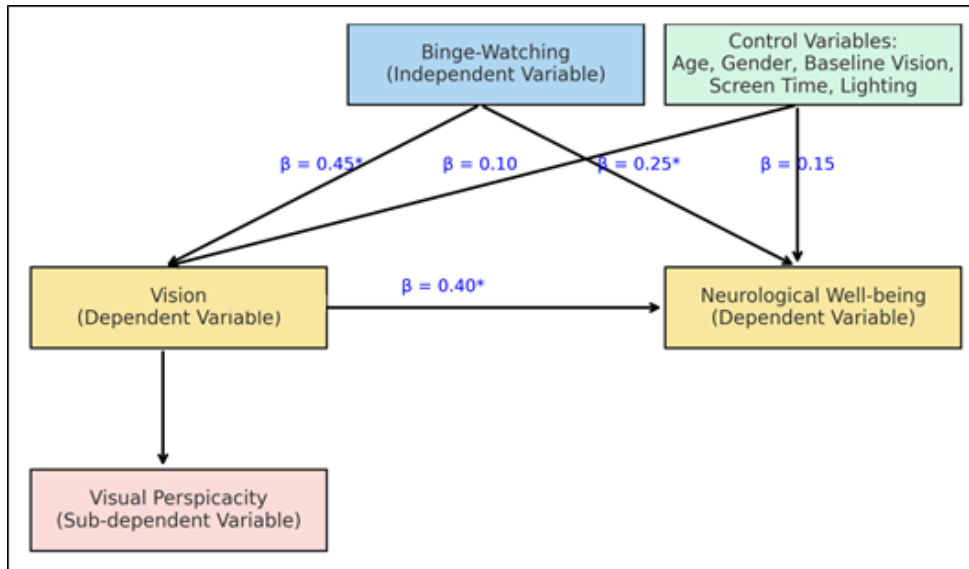 Binge-Watching
(Independent Variable)
Control Variables:
Age, Gender, Baseline Vision,
Screen Time, Lighting
β = 0.45*
β = 0.10
β = 0.25*
β = 0.15
Vision
(Dependent Variable)
β = 0.40*
Neurological Well-being
(Dependent Variable)
Visual Perspicacity
(Sub-dependent Variable)